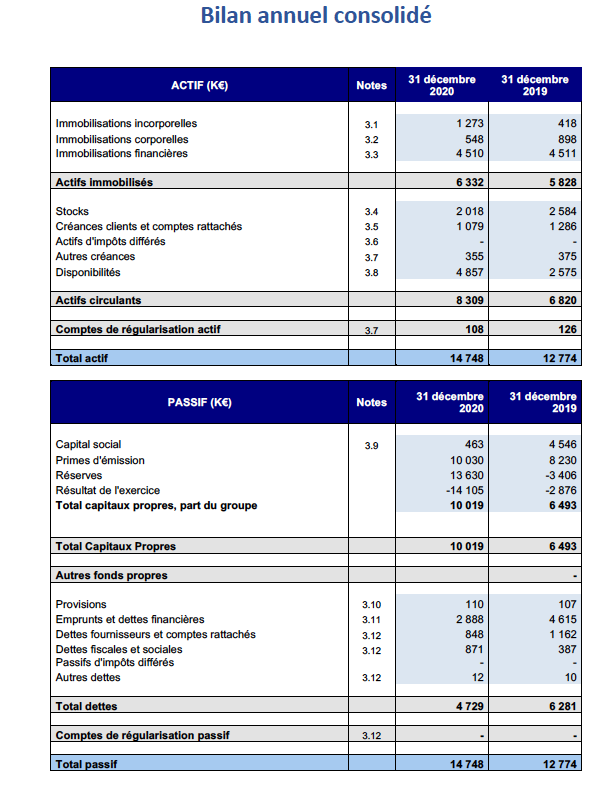 Bilan annuel consolidé
ACTIF (K€) Notes 31 décembre 2020 31 décembre 2019
Immobilisations incorporelles 3.1 1 273 418
Immobilisations corporelles 3.2 548 898
Immobilisations financières 3.3 4 510 4 511
Actifs immobilisés 6 332 5 828
Stocks 3.4 2 018 2 584
Créances clients et comptes rattachés 3.5 1 079 1 286
Actifs d'impôts différés 3.6 - -
Autres créances 3.7 355 375
Disponibilités 3.8 4 857 2 575
Actifs circulants 8 309 6 820
Comptes de régularisation actif 3.7 108 126
Total actif 14 748 12 774
PASSIF (K€) Notes 31 décembre 2020 31 décembre 2019
Capital social 3.9 463 4 546
Primes d'émission 10 030 8 230
Réserves 13 630 -3 406
Résultat de l'exercice -14 105 -2 876
Total capitaux propres, part du groupe 10 019 6 493
Total Capitaux Propres 10 019 6 493
Autres fonds propres -
Provisions 3.10 110 107
Emprunts et dettes financières 3.11 2 888 4 615
Dettes fournisseurs et comptes rattachés 3.12 848 1 162
Dettes fiscales et sociales 3.12 871 387
Passifs d'impôts différés - -
Autres dettes 3.12 12 10
Total dettes 4 729 6 281
Comptes de régularisation passif 3.12 - -
Total passif 14 748 12 774